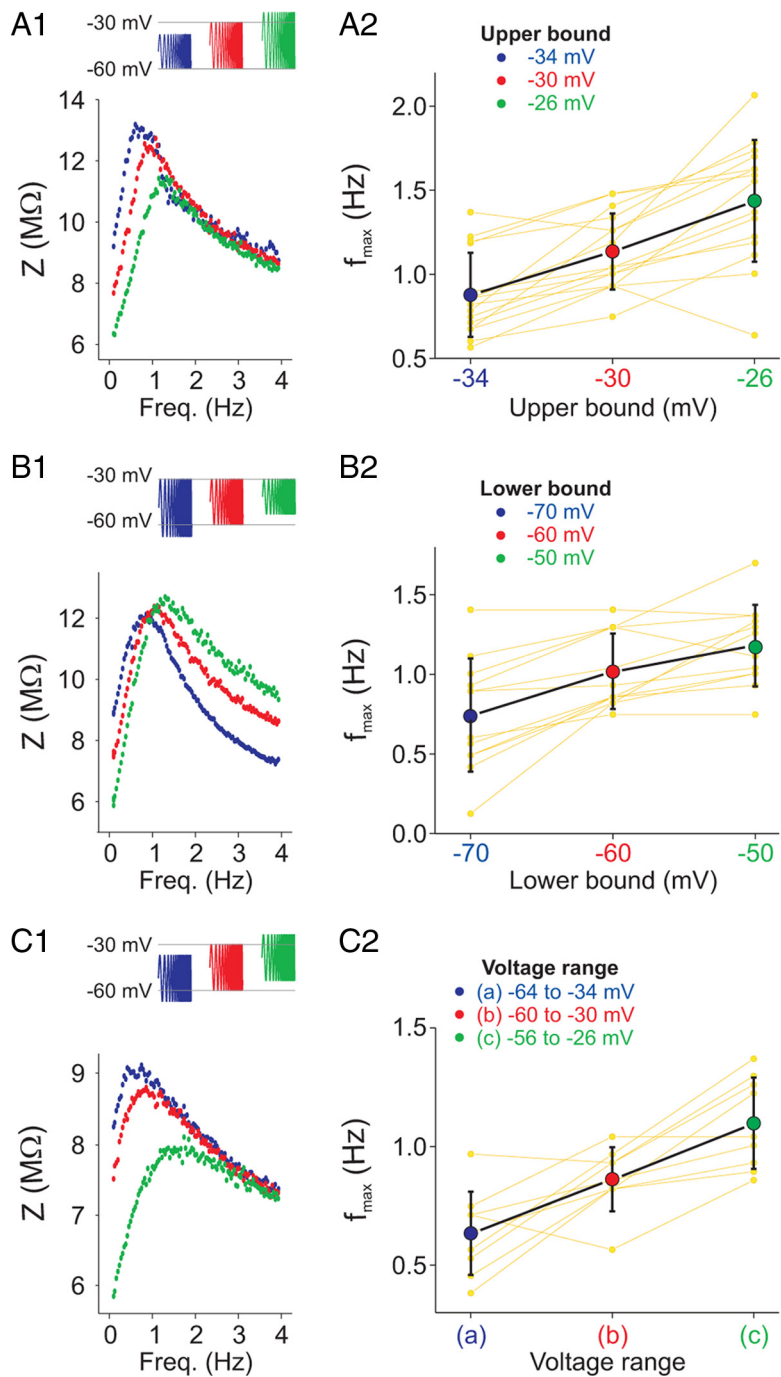 A1
-30 mV
-60 mV
14
12
10
8
6
Z (MΩ)
0 1 2 3 4
Freq. (Hz)
A2
Upper bound
-34 mV
-30 mV
-26 mV
2.0
1.5
1.0
0.5
fmax (Hz)
-34 -30 -26
Upper bound (mV)
B1
-30 mV
-60 mV
12
10
8
6
Z (MΩ)
0 1 2 3 4
Freq. (Hz)
B2
Lower bound
-70 mV
-60 mV
-50 mV
1.5
1.0
0.5
0.0
fmax (Hz)
-70 -60 -50
Lower bound (mV)
C1
-30 mV
-60 mV
9
8
7
6
Z (MΩ)
0 1 2 3 4
Freq. (Hz)
C2
Voltage range
(a) -64 to -34 mV
(b) -60 to -30 mV
(c) -56 to -26 mV
1.5
1.0
0.5
fmax (Hz)
(a) (b) (c)
Voltage range